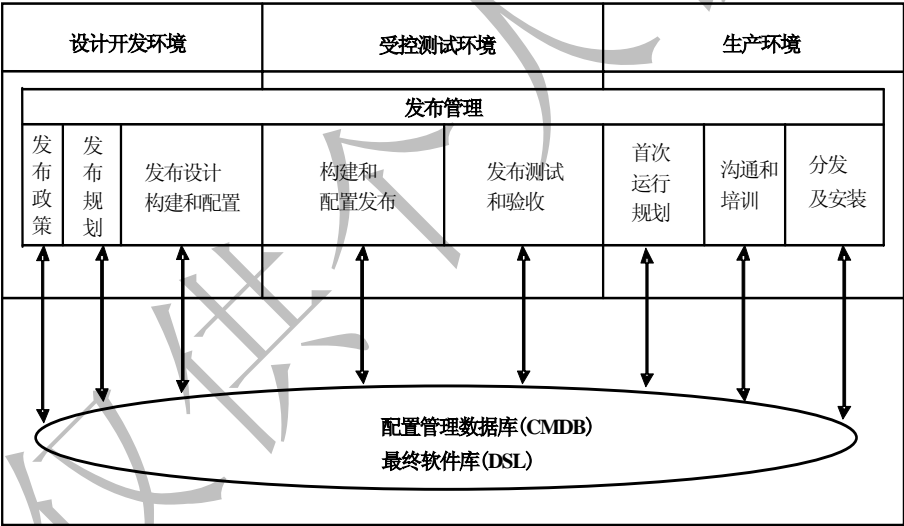 设计开发环境
受控测试环境
生产环境
发布管理
发
布
政
策
发
布
规
划
发布设计
构建和配置
构建和
配置发布
发布测试
和验收
首次
运行
规划
沟通和
培训
分发
及安装
配置管理数据库(CMDB)
最终软件库(DSL)
仅供个人